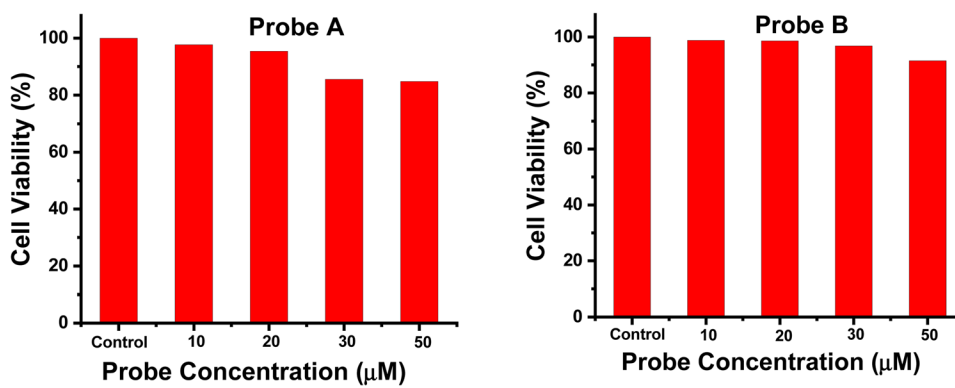 Probe A
Cell Viability (%)
100
80
60
40
20
0
Control 10 20 30 50
Probe Concentration (μM)
Probe B
Cell Viability (%)
100
80
60
40
20
0
Control 10 20 30 50
Probe Concentration (μM)